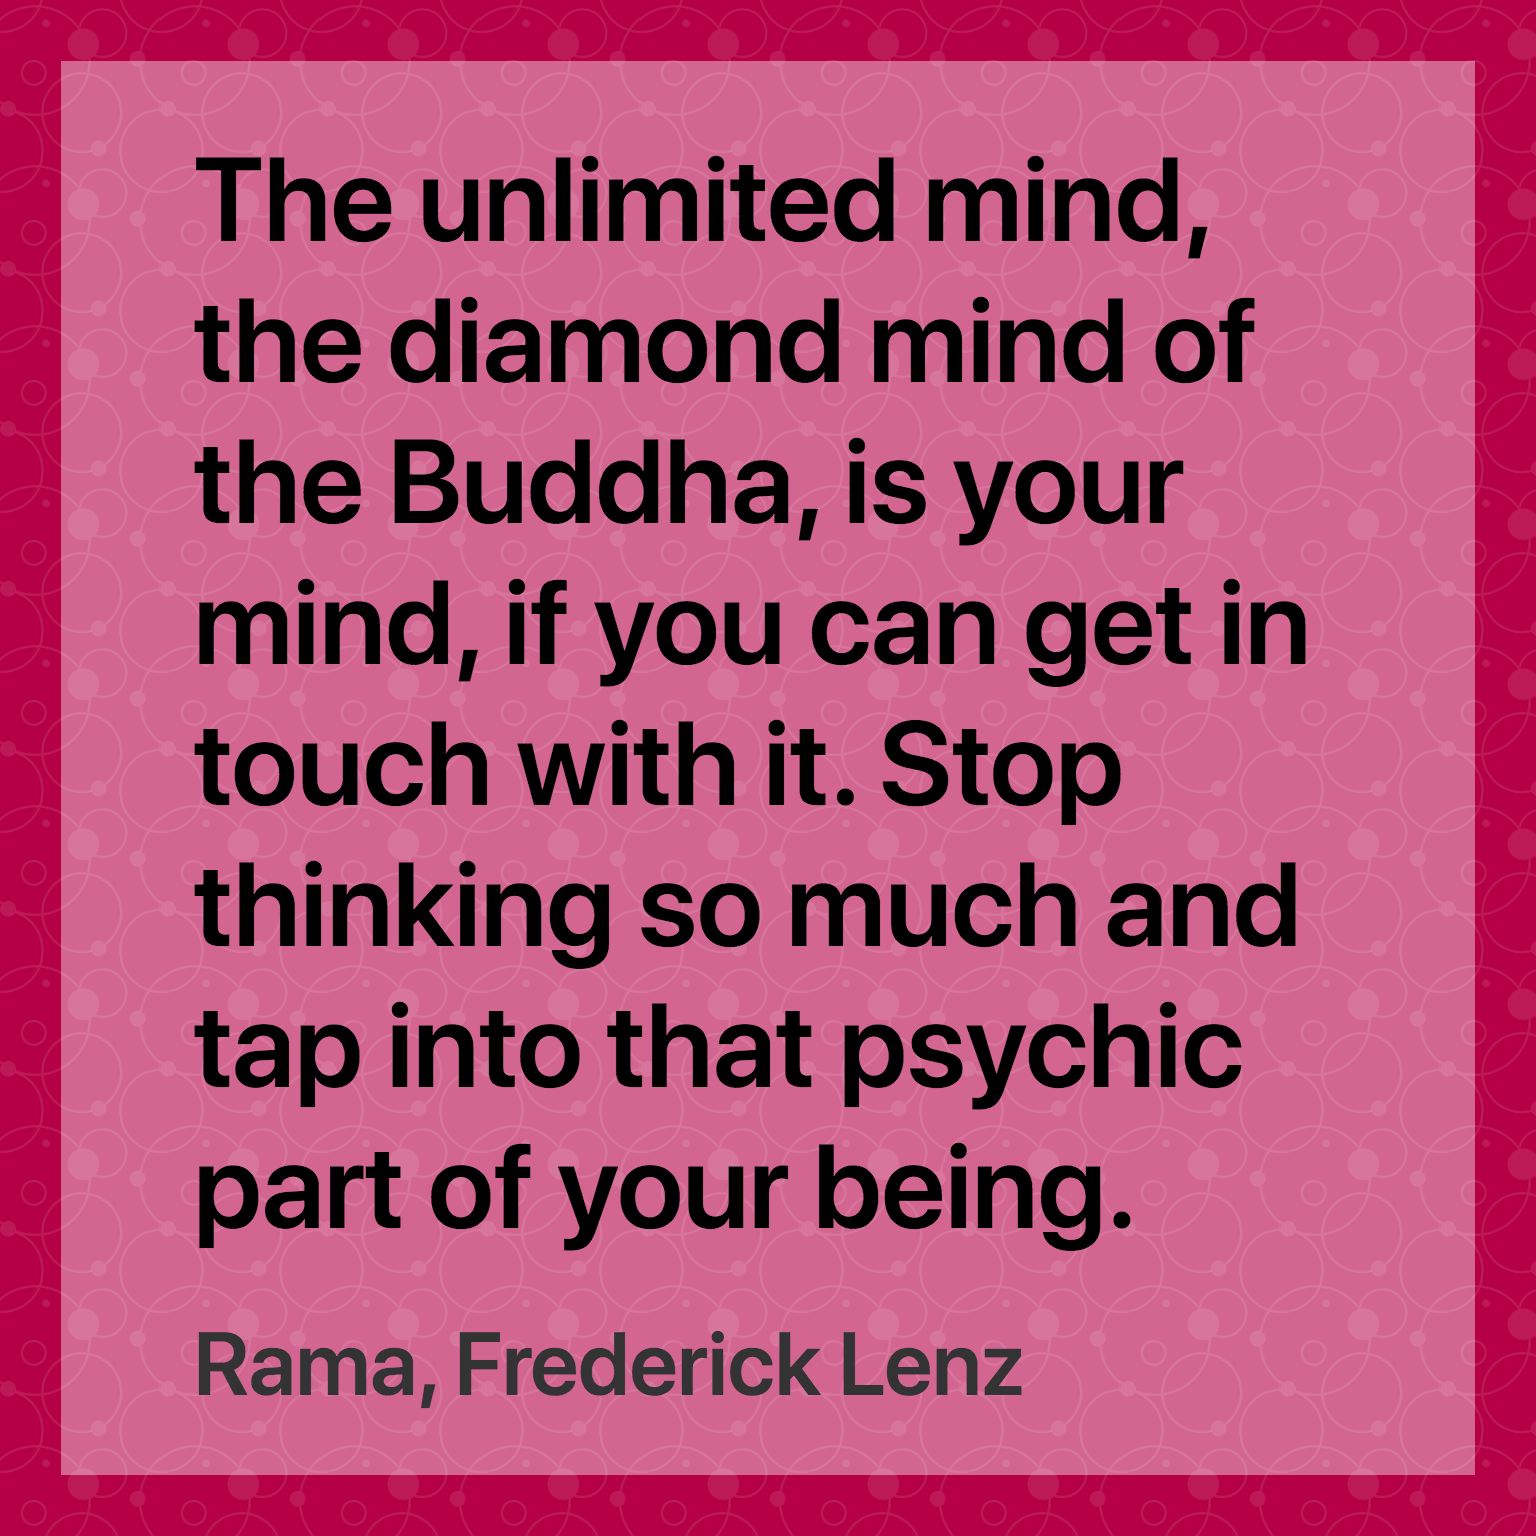 The unlimited mind,
the diamond mind of
the Buddha, is your
mind, if you can get in
touch with it. Stop
thinking so much and
tap into that psychic
part of your being.
Rama, Frederick Lenz